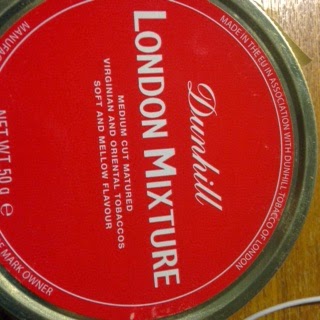 MADE IN THE EU IN ASSOCIATION WITH DUNHILL TOBACCO OF LONDON
Dunhill
LONDON MIXTURE
MEDIUM CUT MATURED
VIRGINIAN AND ORIENTAL TOBACCOS
SOFT AND MELLOW FLAVOUR
NET WT 50g e
MARK OWNER